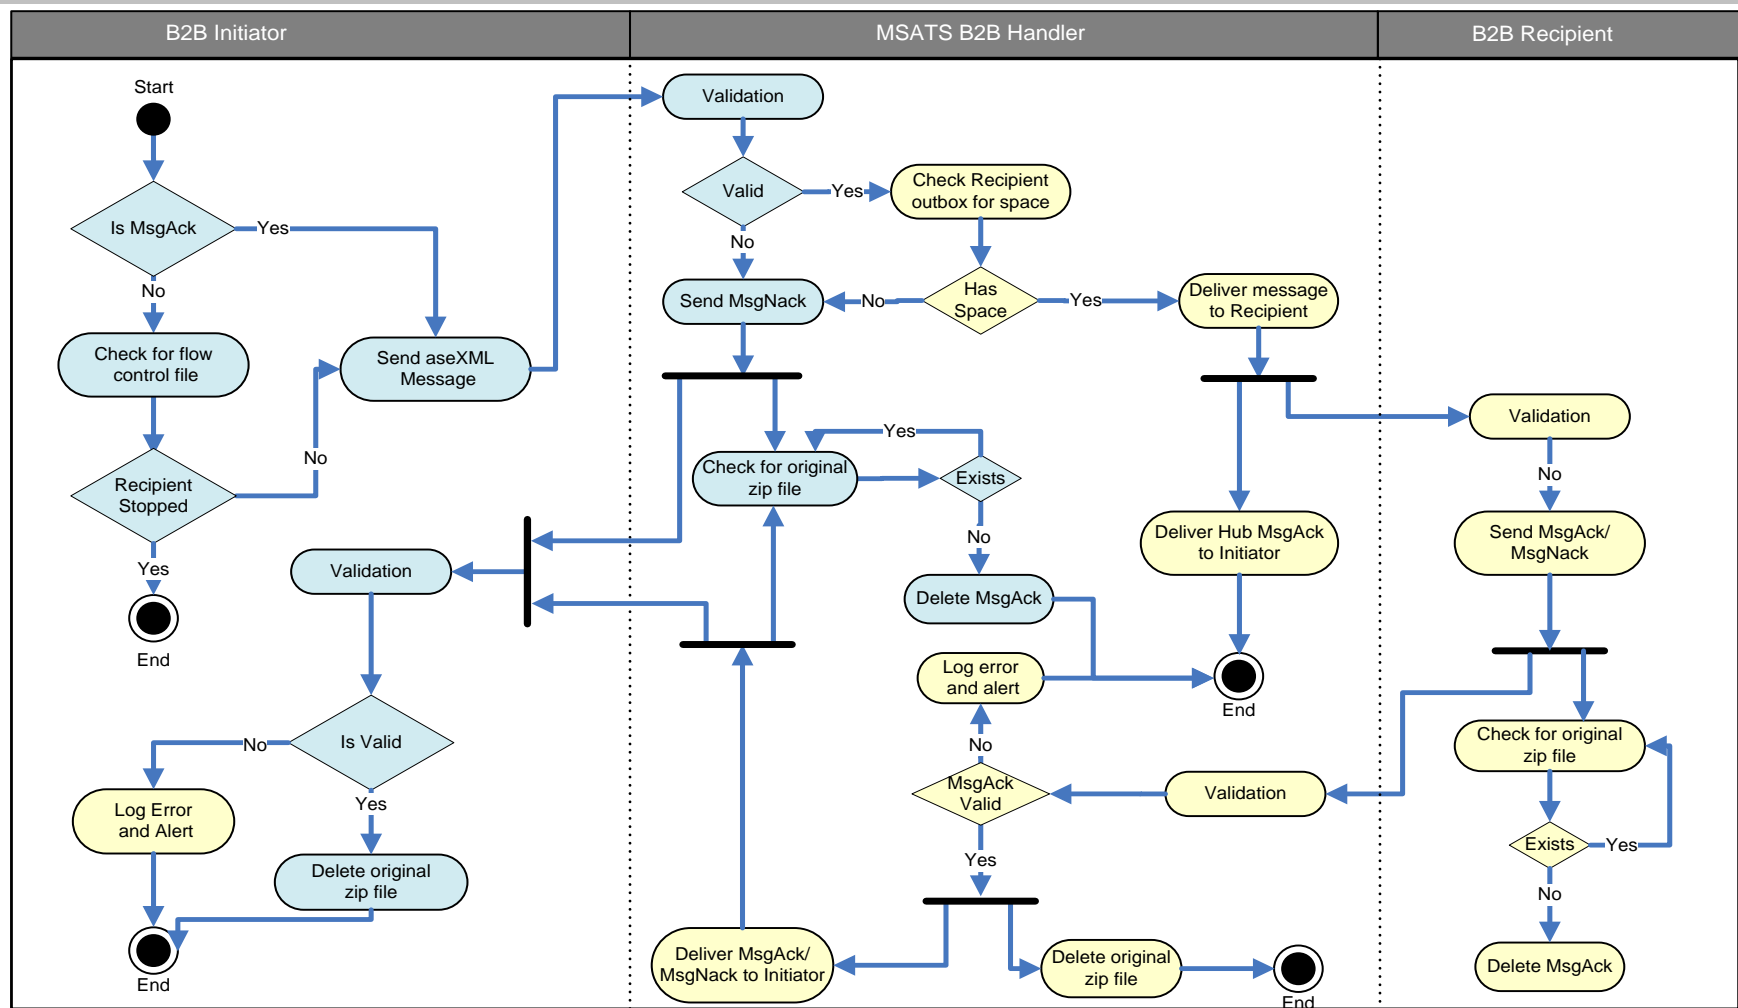 B2B Initiator
MSATS B2B Handler
B2B Recipient
Start
Is MsgAck
Yes
No
Check for flow
control file
Send aseXML
Message
No
Recipient
Stopped
Yes
End
Validation
Is Valid
No
Yes
Log Error
and Alert
Delete original
zip file
End
Validation
Valid
Yes
Check Recipient
outbox for space
No
Send MsgNack
No
Has
Space
Yes
Deliver message
to Recipient
Yes
Check for original
zip file
Exists
No
Delete MsgAck
Deliver Hub MsgAck
to Initiator
Log error
and alert
End
No
MsgAck
Valid
Validation
Yes
Deliver MsgAck/
MsgNack to Initiator
Delete original
zip file
End
Validation
No
Send MsgAck/
MsgNack
Check for original
zip file
Exists
Yes
No
Delete MsgAck